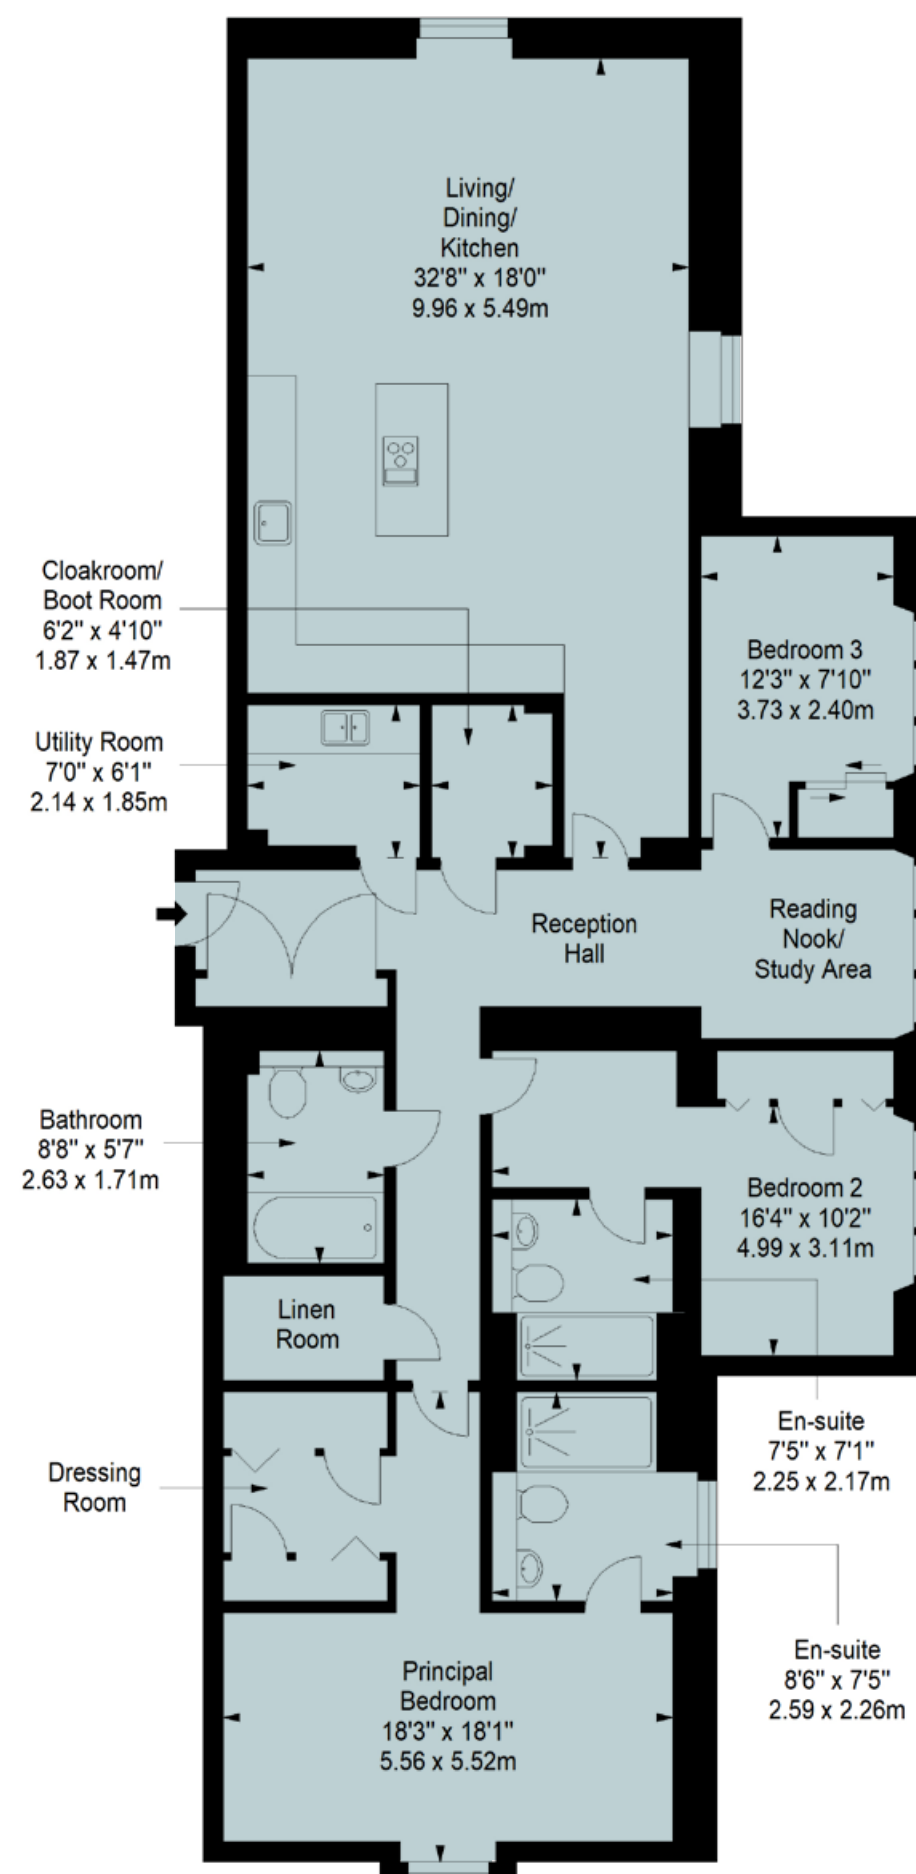 Living/
Dining/
Kitchen
32'8" x 18'0"
9.96 x 5.49m
Cloakroom/
Boot Room
6'2" x 4'10"
1.87 x 1.47m
Bedroom 3
12'3" x 7'10"
3.73 x 2.40m
Utility Room
7'0" x 6'1"
2.14 x 1.85m
Reception
Hall
Reading
Nook/
Study Area
Bathroom
8'8" x 5'7"
2.63 x 1.71m
Bedroom 2
16'4" x 10'2"
4.99 x 3.11m
Linen
Room
En-suite
7'5" x 7'1"
2.25 x 2.17m
Dressing
Room
En-suite
8'6" x 7'5"
2.59 x 2.26m
Principal
Bedroom
18'3" x 18'1"
5.56 x 5.52m